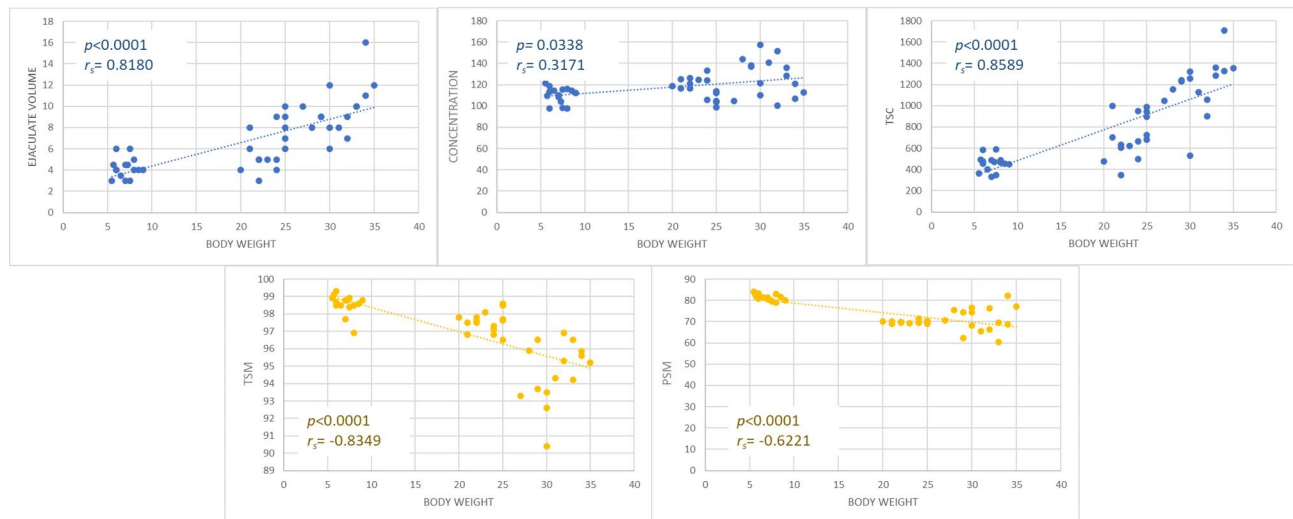 p<0.0001
rs= 0.8180
EJACULATE VOLUME
18
16
14
12
10
8
6
4
2
0
0 5 10 15 20 25 30 35 40
BODY WEIGHT
p= 0.0338
rs= 0.3171
CONCENTRATION
180
160
140
120
100
80
60
40
20
0
0 5 10 15 20 25 30 35 40
BODY WEIGHT
p<0.0001
rs= 0.8589
TSC
1800
1600
1400
1200
1000
800
600
400
200
0
0 5 10 15 20 25 30 35 40
BODY WEIGHT
TSM
100
99
98
97
96
95
94
93
92
91
90
89
p<0.0001
rs= -0.8349
0 5 10 15 20 25 30 35 40
BODY WEIGHT
PSM
90
80
70
60
50
40
30
20
10
0
p<0.0001
rs= -0.6221
0 5 10 15 20 25 30 35 40
BODY WEIGHT